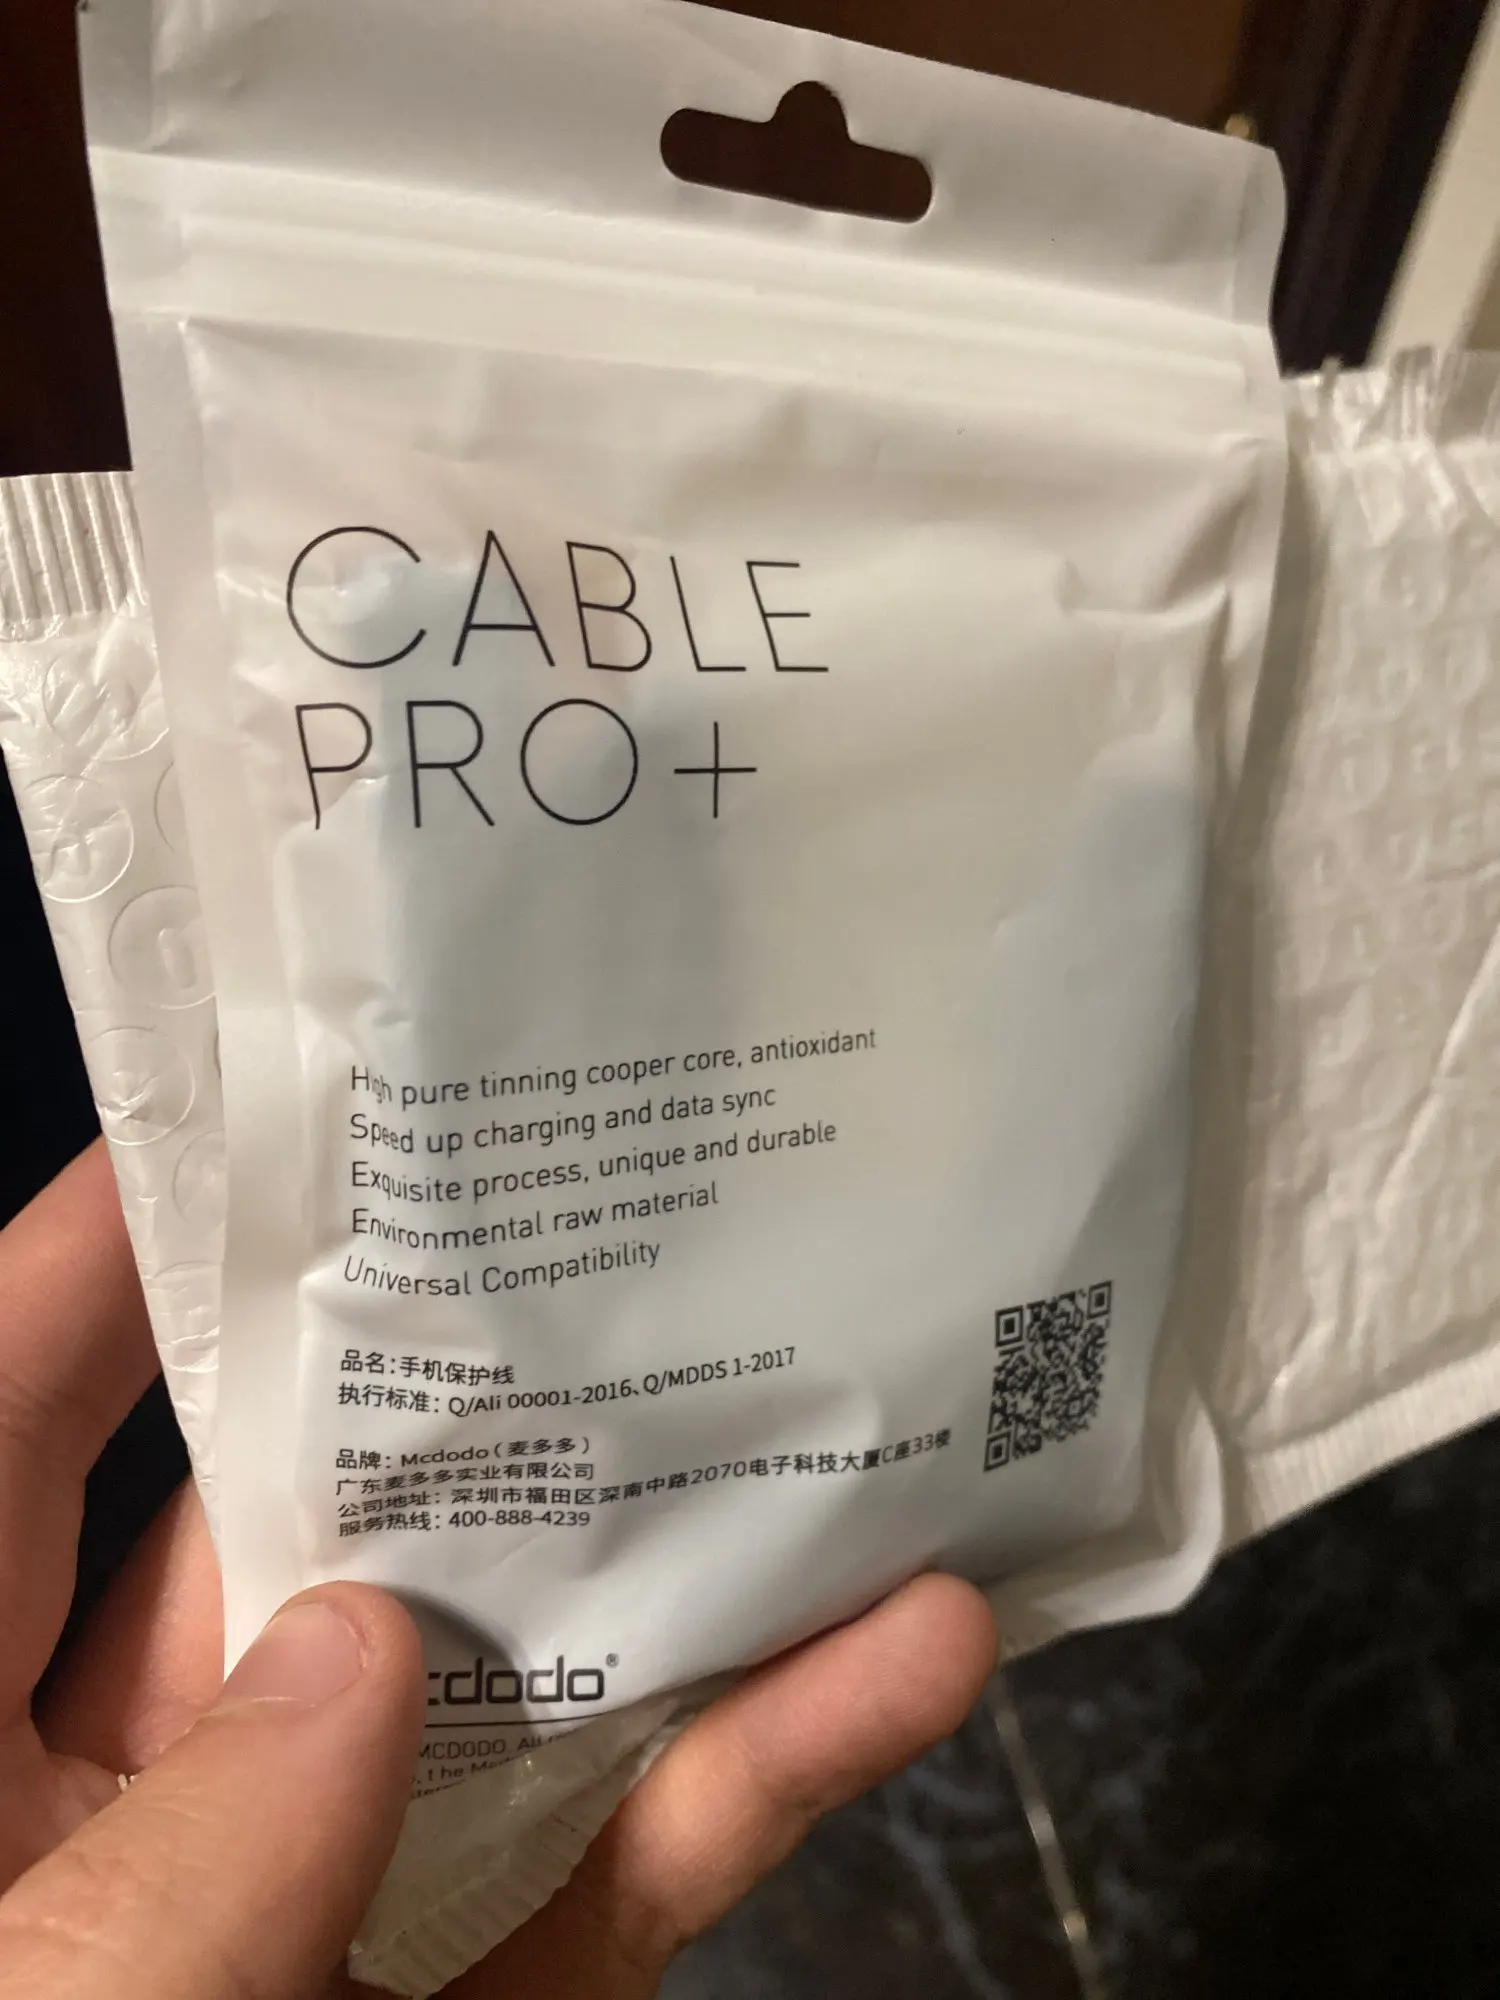 CABLE
PRO+
High pure tinning cooper core, antioxidant
Speed up charging and data sync
Exquisite process, unique and durable
Environmental raw material
Universal Compatibility
品名：手机保护线
执行标准：Q/Ali 00001-2016、Q/MDDS 1-2017
品牌：Mcdodo（麦多多）
广东麦多多实业有限公司
公司地址：深圳市福田区深南中路2070电子科技大厦C座33楼
服务热线：400-888-4239
cdodo®
MCDODO. All
the